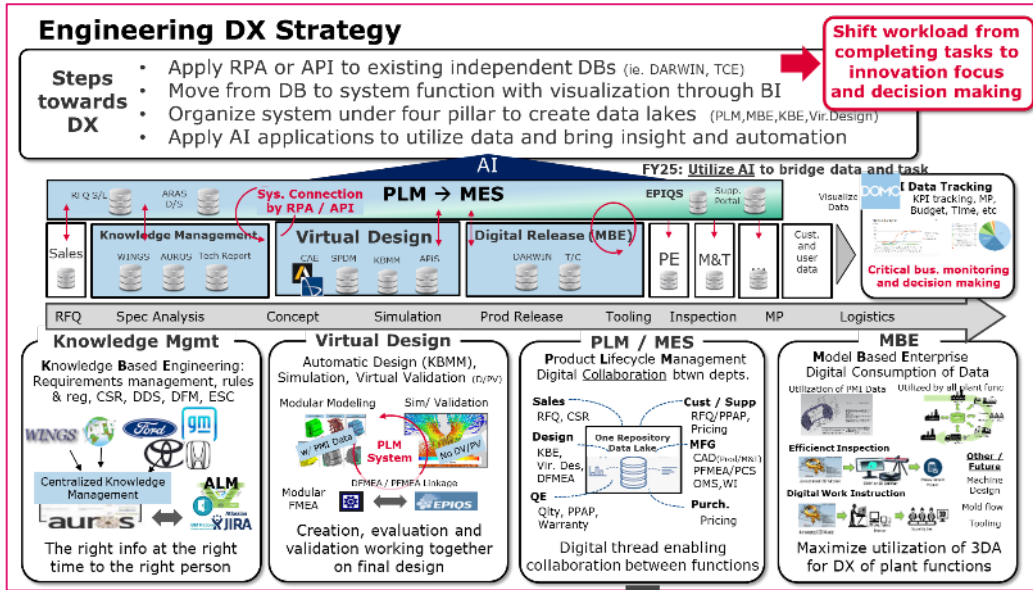 Engineering DX Strategy
Steps towards DX
• Apply RPA or API to existing independent DBs (ie. DARWIN, TCE)
• Move from DB to system function with visualization through BI
• Organize system under four pillar to create data lakes (PLM,MBE,KBE,Vir.Design)
• Apply AI applications to utilize data and bring insight and automation
Shift workload from
completing tasks to
innovation focus
and decision making
AI
FY25: Utilize AI to bridge data and task
RFQ S/L
ARAS
D/S
Sys. Connection
by RPA / API
PLM → MES
EPIQS
Supp.
Portal
Visualize
Data
DOMO
I Data Tracking
KPI tracking, MP,
Budget, Time, etc
Critical bus. monitoring
and decision making
Sales
Knowledge Management
WINGS
AUROS
Tech Report
Virtual Design
CAE
SPDM
KBMM
APIS
Digital Release (MBE)
DARWIN
T/C
PE
M&T
Cust.
and
user
data
RFQ
Spec Analysis
Concept
Simulation
Prod Release
Tooling
Inspection
MP
Logistics
Knowledge Mgmt
Knowledge Based Engineering:
Requirements management, rules
& reg, CSR, DDS, DFM, ESC
WINGS
Ford
gm
Centralized Knowledge
Management
auros
ALM
JIRA
The right info at the right
time to the right person
Virtual Design
Automatic Design (KBMM),
Simulation, Virtual Validation (D/PV)
Modular Modeling
Sim/ Validation
w/ PMI Data
PLM
System
No DV/PV
DFMEA / PFMEA Linkage
Modular
FMEA
EPIQS
Creation, evaluation and
validation working together
on final design
PLM / MES
Product Lifecycle Management
Digital Collaboration btwn depts.
Sales
RFQ, CSR
Design
KBE,
Vir. Des,
DFMEA
QE
Qlty, PPAP,
Warranty
One Repository
Data Lake
Cust / Supp
RFQ/PPAP,
Pricing
MFG
CAD(Prod/M&T)
PFMEA/PCS
OMS,WI
Purch.
Pricing
Digital thread enabling
collaboration between functions
MBE
Model Based Enterprise
Digital Consumption of Data
Utilization of PMI Data
Utilized by all plant func
Efficient Inspection
Digital Work Instruction
Other /
Future
Machine
Design
Mold flow
Tooling
Maximize utilization of 3DA
for DX of plant functions